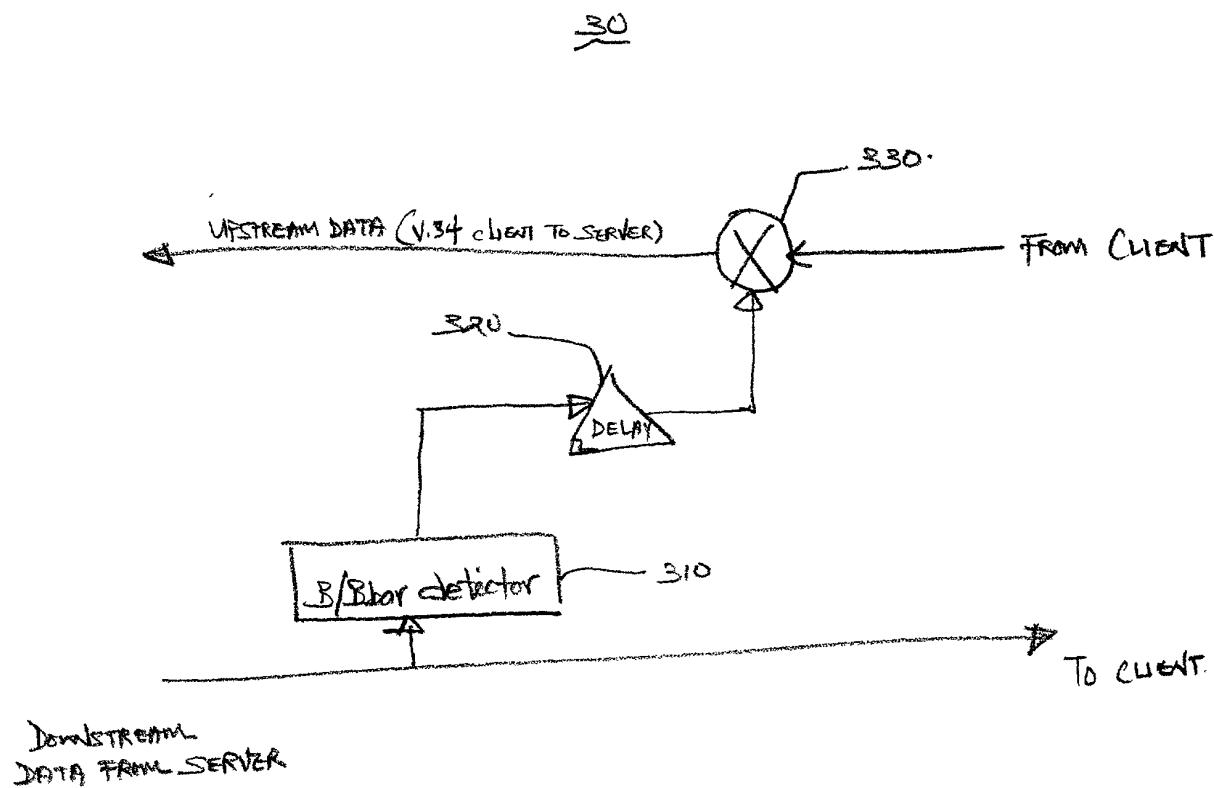 30
330.
UPSTREAM DATA (V.34 CLIENT TO SERVER)
FROM CLIENT
320
DELAY
B/Bbar detector
310
TO CLIENT.
DOWNSTREAM
DATA FROM SERVER